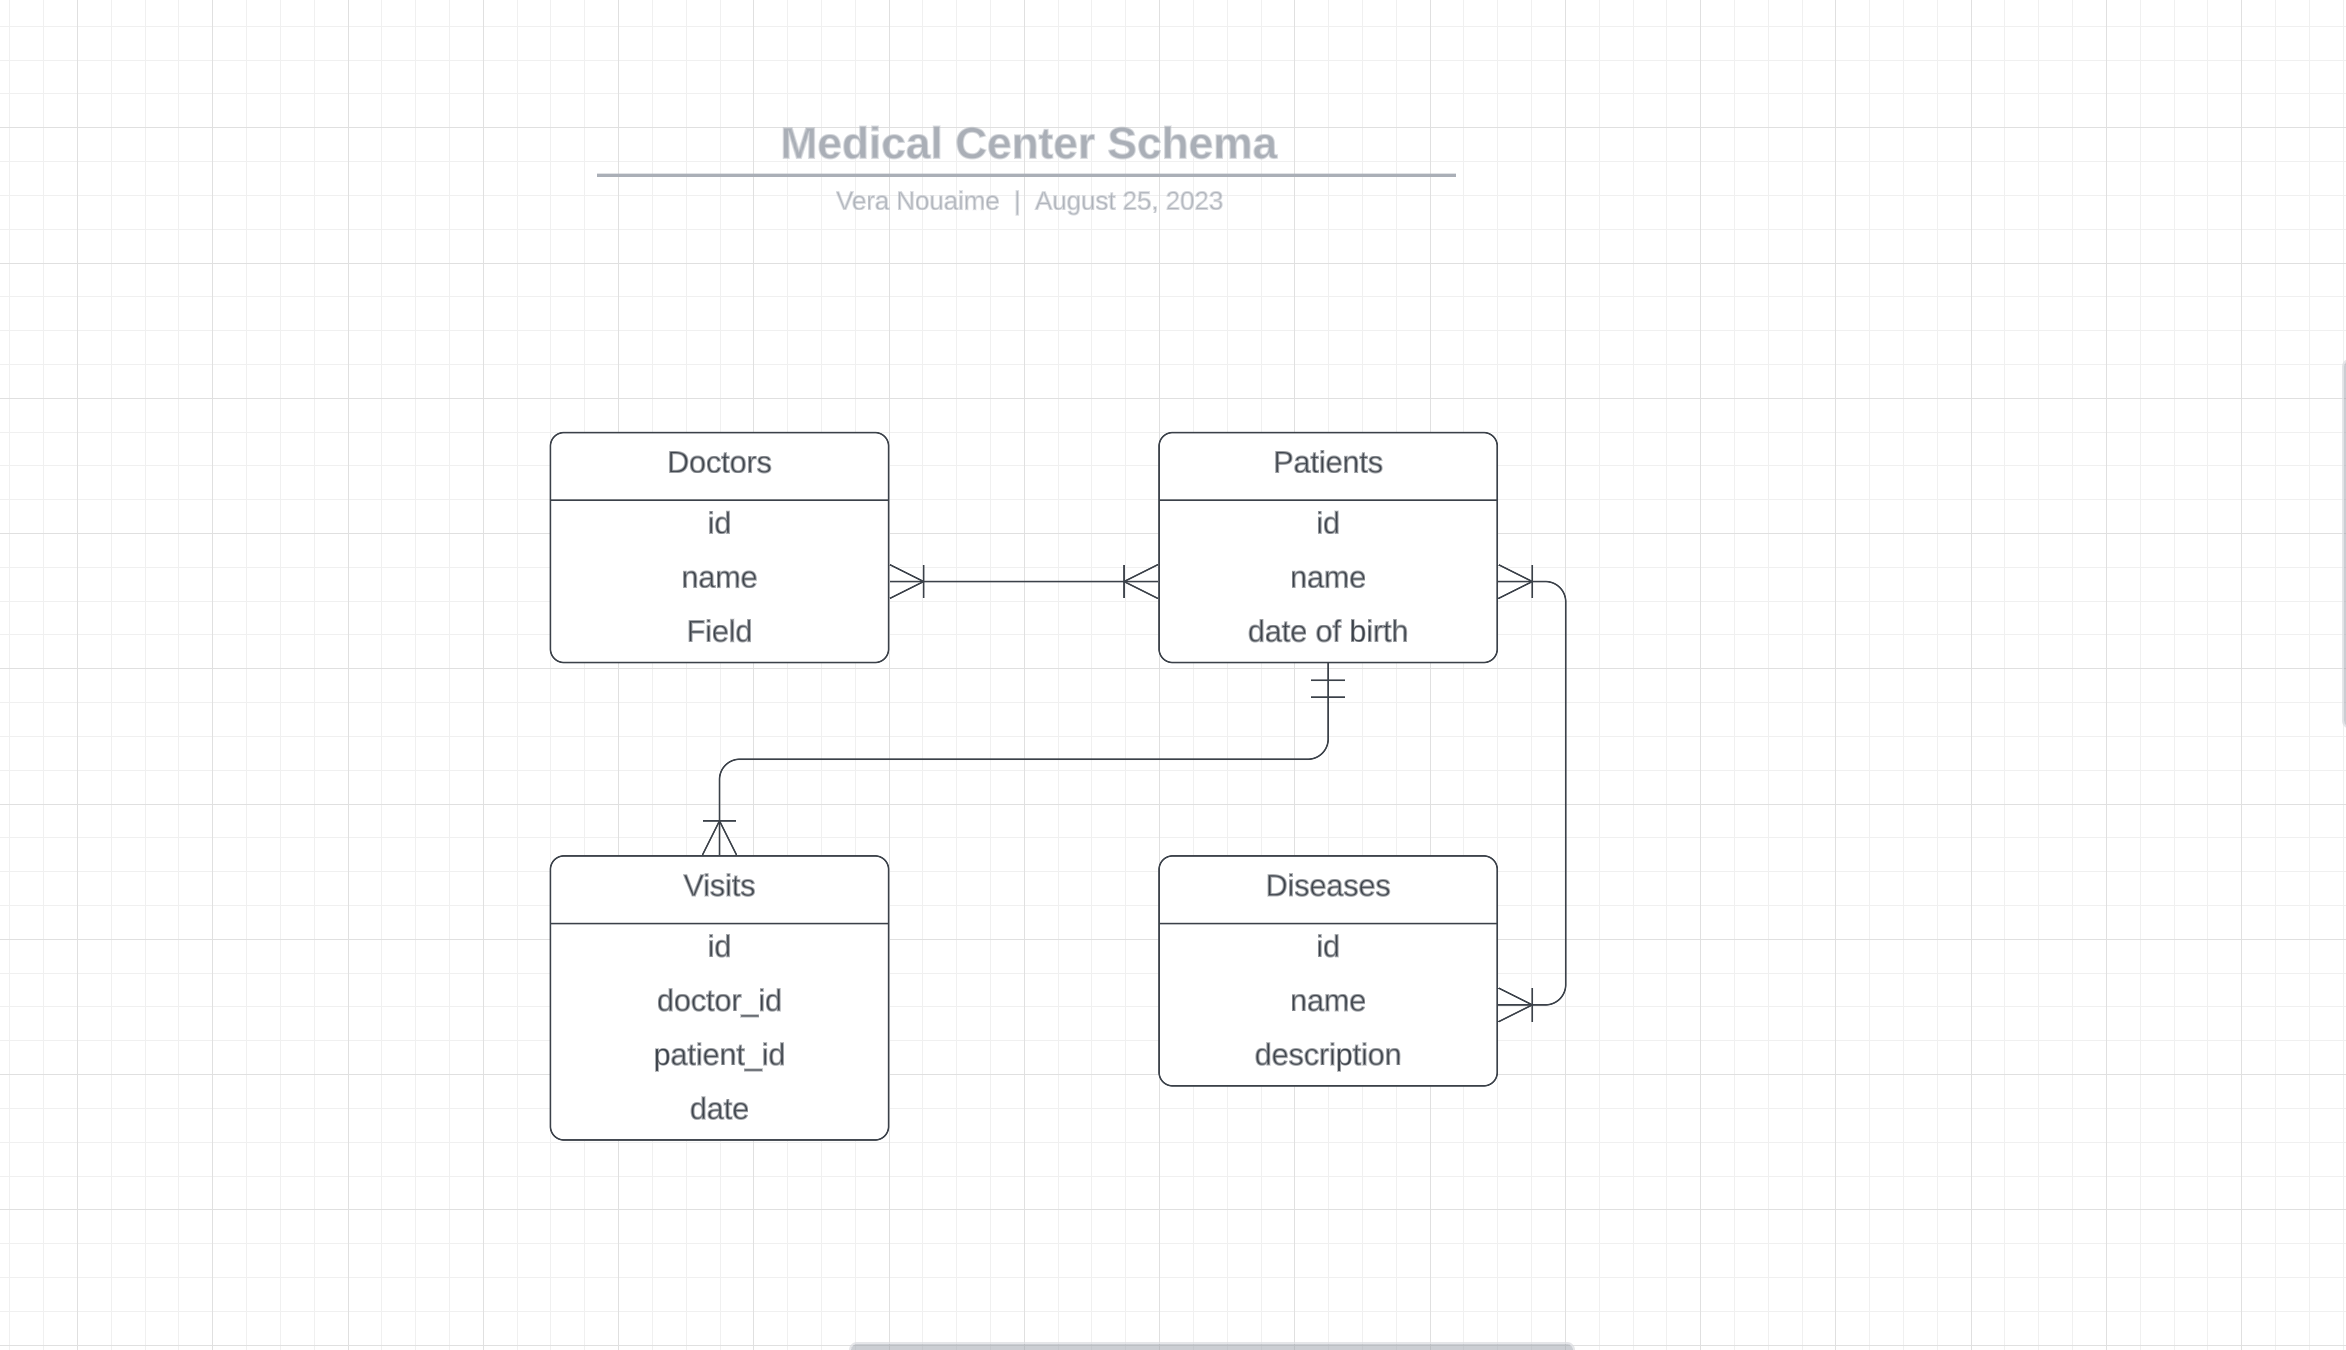 Medical Center Schema
Vera Nouaime | August 25, 2023
Doctors
id
name
Field
Patients
id
name
date of birth
Visits
id
doctor_id
patient_id
date
Diseases
id
name
description